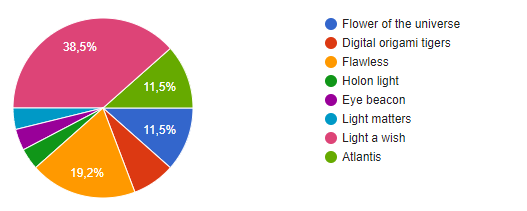 38,5%
11,5%
11,5%
19,2%
Flower of the universe
Digital origami tigers
Flawless
Holon light
Eye beacon
Light matters
Light a wish
Atlantis